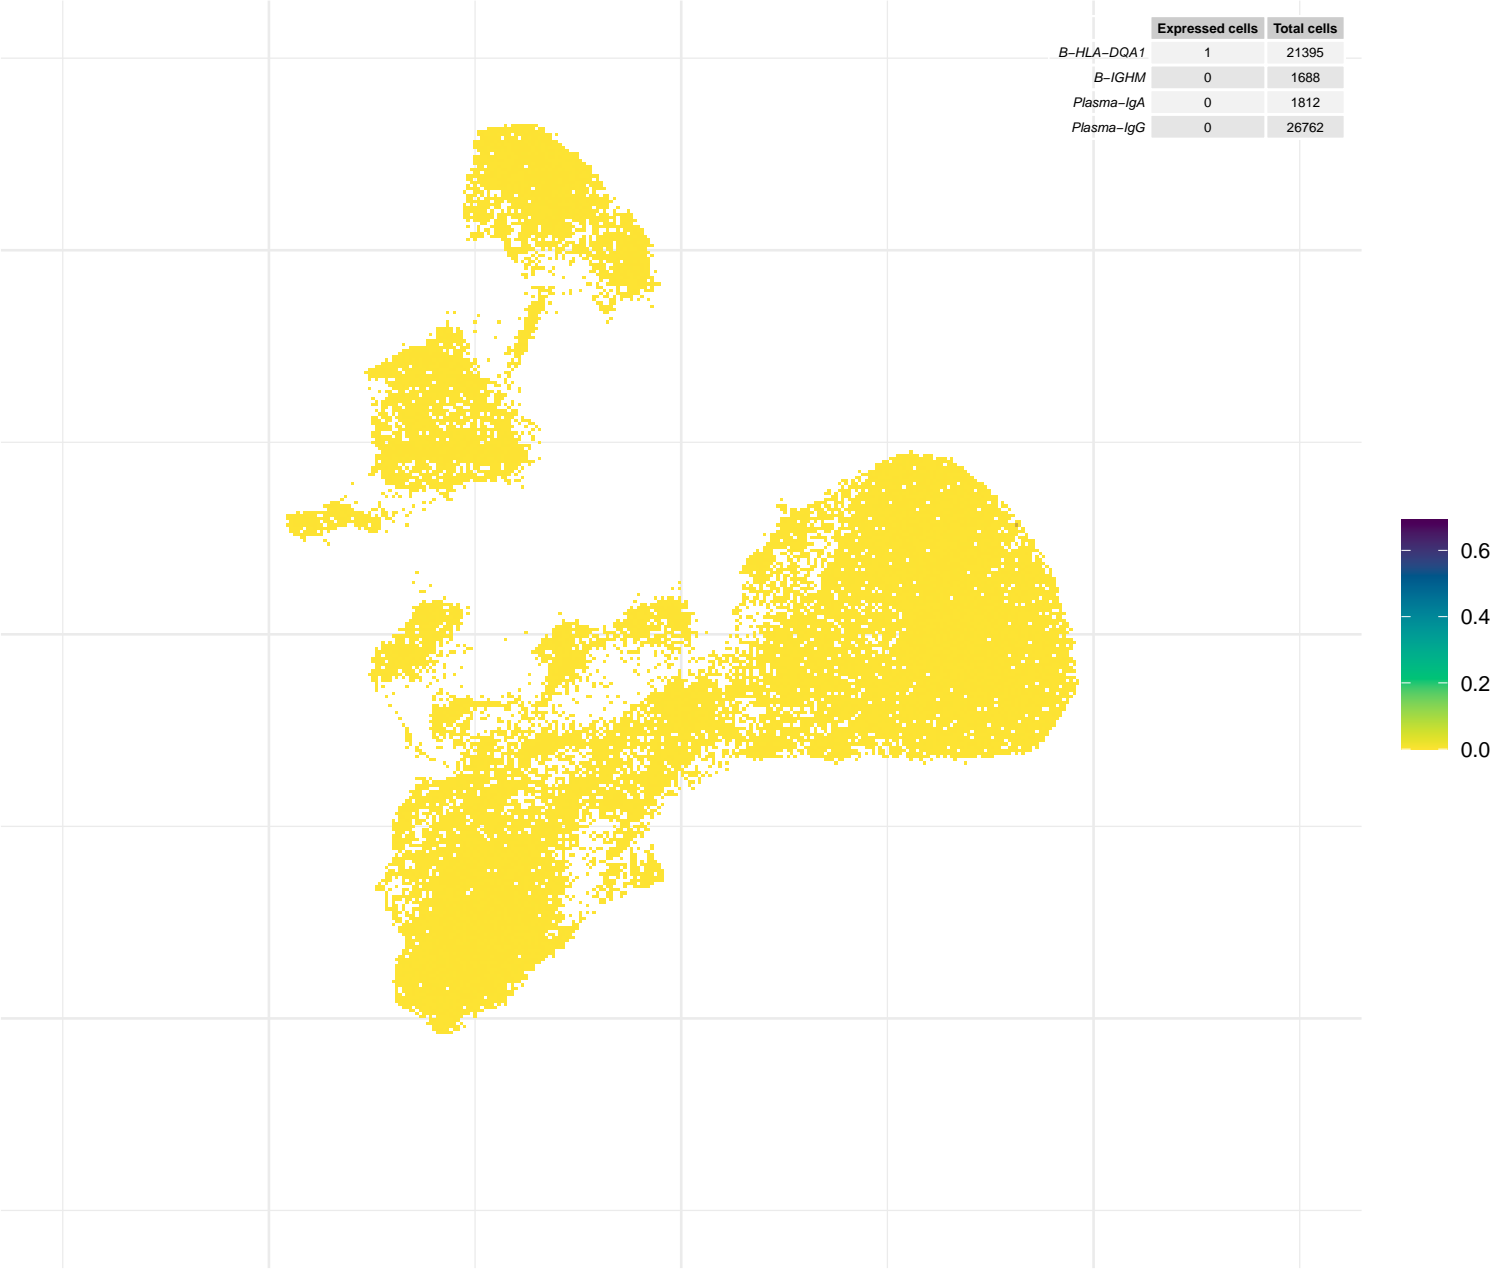 Expressed cells Total cells
B−HLA−DQA1 1 21395
B−IGHM 0 1688
Plasma−IgA 0 1812
Plasma−IgG 0 26762
0.6
0.4
0.2
0.0